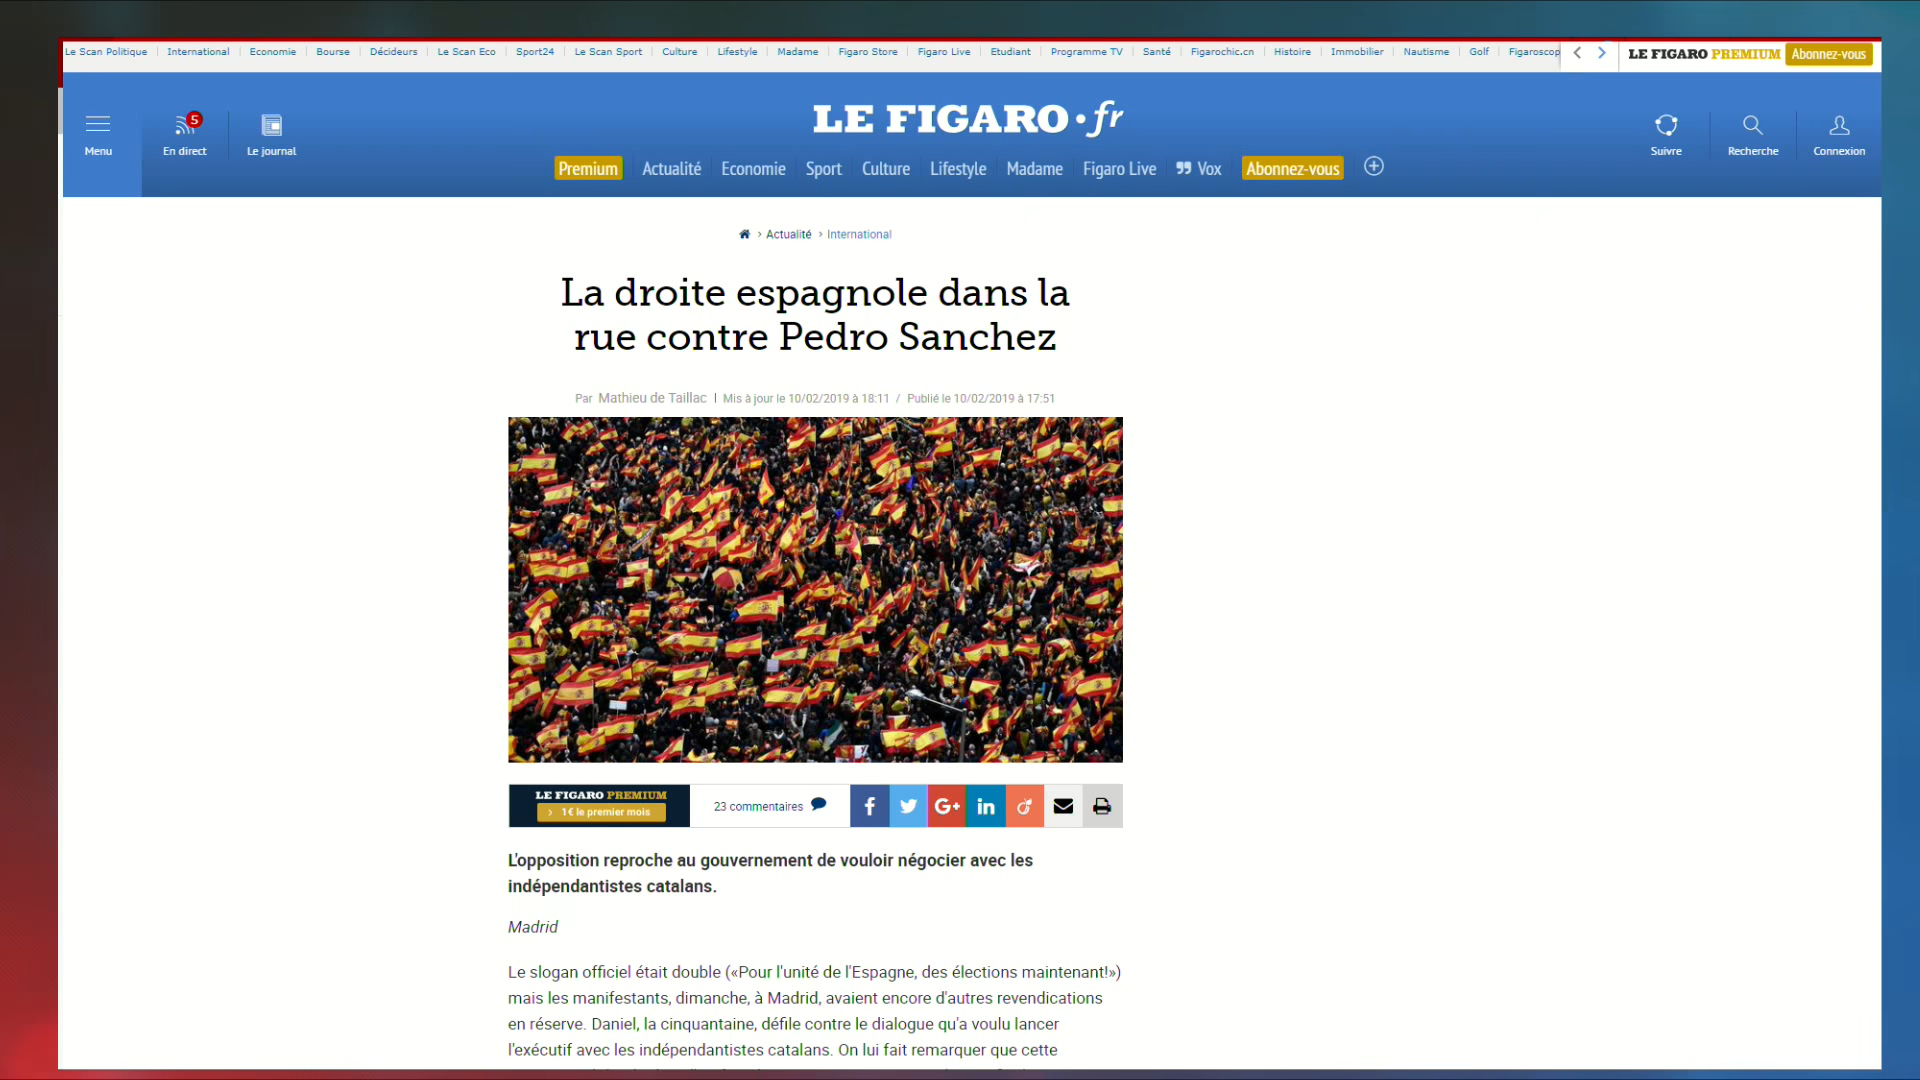 Le Scan Politique
International
Economie
Bourse
Décideurs
Le Scan Eco
Sport24
Le Scan Sport
Culture
Lifestyle
Madame
Figaro Store
Figaro Live
Etudiant
Programme TV
Santé
Figarochic.cn
Histoire
Immobilier
Nautisme
Golf
Figaroscop
LE FIGARO PREMIUM
Abonnez-vous
Menu
5
En direct
Le journal
LE FIGARO·fr
Suivre
Recherche
Connexion
Premium
Actualité
Economie
Sport
Culture
Lifestyle
Madame
Figaro Live
Vox
Abonnez-vous
> Actualité > International
La droite espagnole dans la
rue contre Pedro Sanchez
Par Mathieu de Taillac | Mis à jour le 10/02/2019 à 18:11 / Publié le 10/02/2019 à 17:51
LE FIGARO PREMIUM
> 1€ le premier mois
23 commentaires
G+
in
L'opposition reproche au gouvernement de vouloir négocier avec les
indépendantistes catalans.
Madrid
Le slogan officiel était double («Pour l'unité de l'Espagne, des élections maintenant!»)
mais les manifestants, dimanche, à Madrid, avaient encore d'autres revendications
en réserve. Daniel, la cinquantaine, défile contre le dialogue qu'a voulu lancer
l'exécutif avec les indépendantistes catalans. On lui fait remarquer que cette